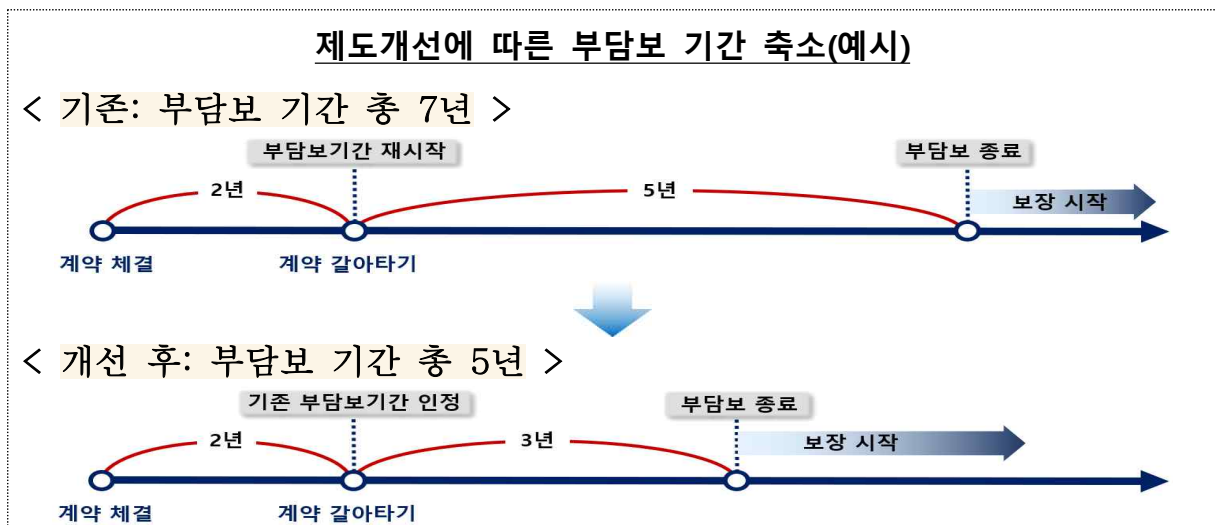 제도개선에 따른 부담보 기간 축소(예시)
< 기존: 부담보 기간 총 7년 >
부담보기간 재시작
부담보 종료
2년
5년
보장 시작
계약 체결
계약 갈아타기
< 개선 후: 부담보 기간 총 5년 >
기존 부담보기간 인정
부담보 종료
2년
3년
보장 시작
계약 체결
계약 갈아타기